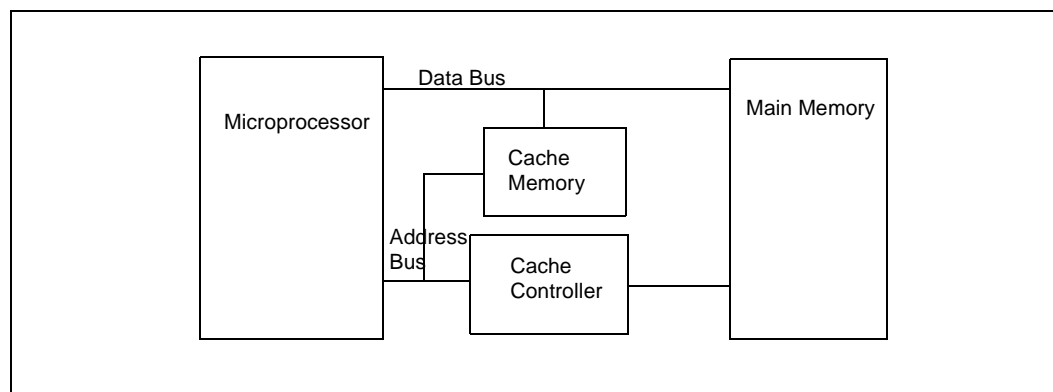 Data Bus
Microprocessor
Main Memory
Cache
Memory
Address
Bus
Cache
Controller